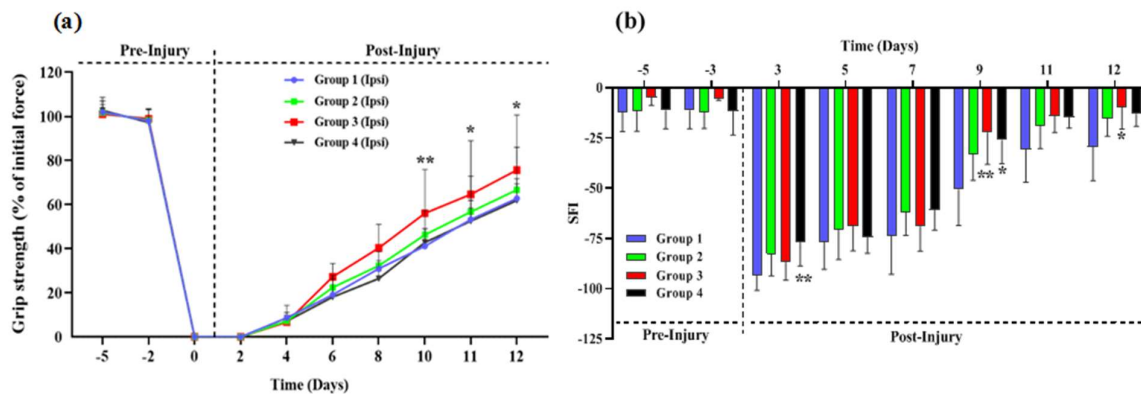 (a)
Pre-Injury Post-Injury
120
100
80
60
40
20
0
Grip strength (% of initial force)
Group 1 (Ipsi)
Group 2 (Ipsi)
Group 3 (Ipsi)
Group 4 (Ipsi)
**
*
*
-5 -2 0 2 4 6 8 10 11 12
Time (Days)
(b)
Time (Days)
-5 -3 3 5 7 9 11 12
0
-25
-50
-75
-100
-125
SFI
**
**
*
*
Group 1
Group 2
Group 3
Group 4
Pre-Injury Post-Injury